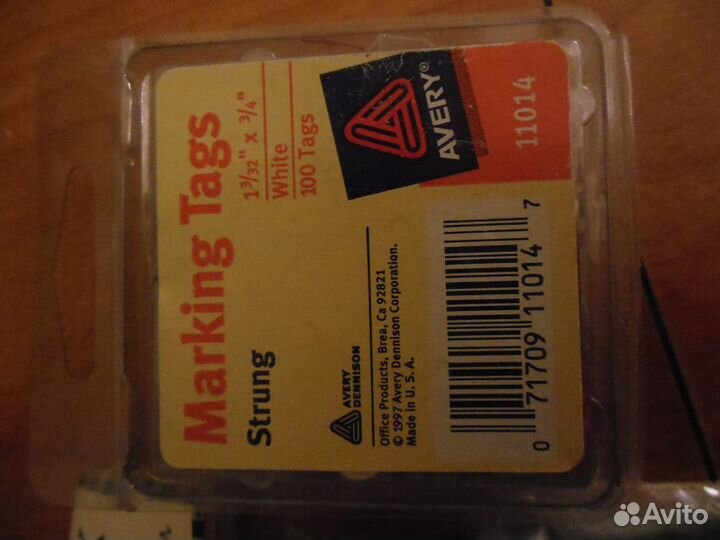 Marking Tags
Strung
1 3/32" x 3/4"
White
100 Tags
AVERY®
11014
AVERY
DENNISON
Office Products, Brea, Ca 92821
© 1997 Avery Dennison Corporation.
Made in U. S. A.
0 71709 11014 7
Avito